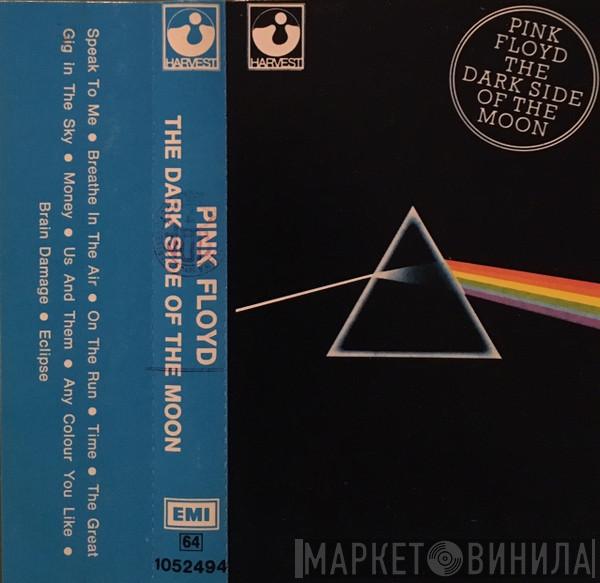 Speak To Me ● Breathe In The Air ● On The Run ● Time ● The Great
Gig in The Sky ● Money ● Us And Them ● Any Colour You Like ●
Brain Damage ● Eclipse
HARVEST
PINK FLOYD
THE DARK SIDE OF THE MOON
EMI
64
1052494
HARVEST
PINK
FLOYD
THE
DARK SIDE
OF THE
MOON
МАРКЕТ ВИНИЛА